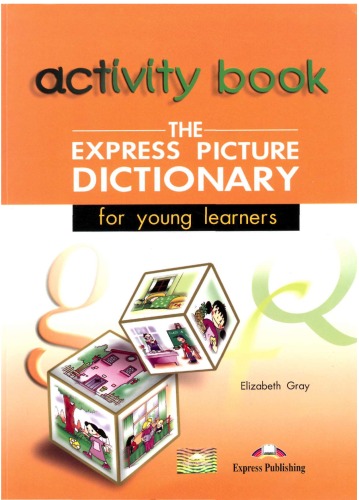 activity book
THE
EXPRESS PICTURE
DICTIONARY
for young learners
g
f
Q
Elizabeth Gray
Express Publishing